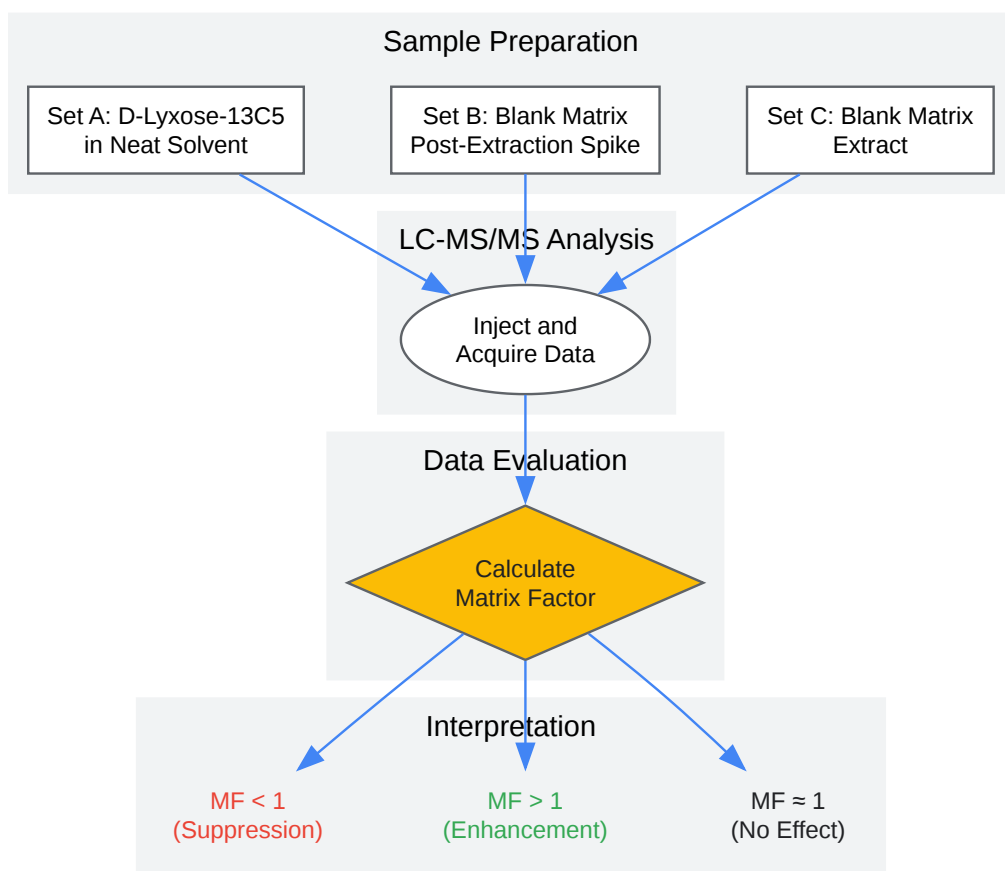 Sample Preparation
Set A: D-Lyxose-13C5
in Neat Solvent
Set B: Blank Matrix
Post-Extraction Spike
Set C: Blank Matrix
Extract
LC-MS/MS Analysis
Inject and
Acquire Data
Data Evaluation
Calculate
Matrix Factor
Interpretation
MF < 1
(Suppression)
MF > 1
(Enhancement)
MF ≈ 1
(No Effect)